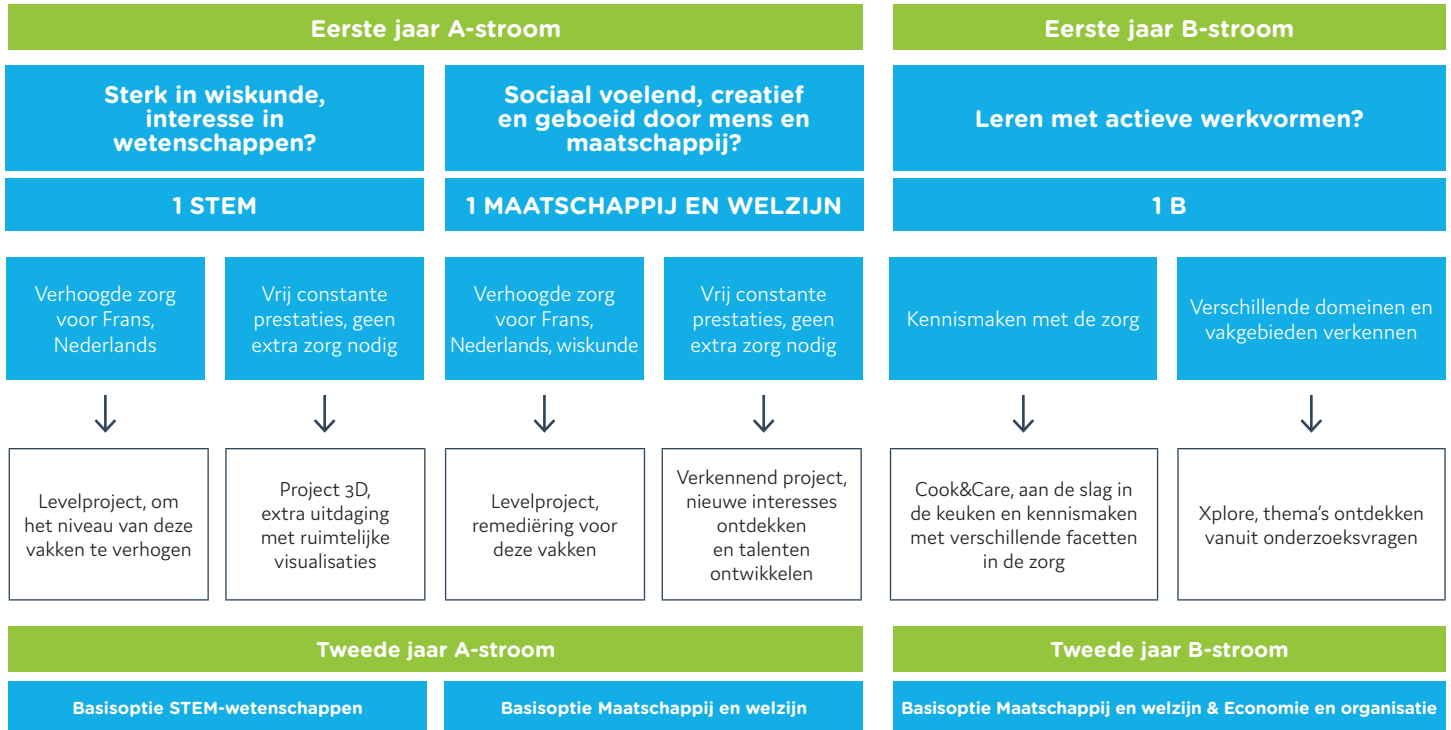 Eerste jaar A-stroom
Eerste jaar B-stroom
Sterk in wiskunde,
interesse in
wetenschappen?
Sociaal voelend, creatief
en geboeid door mens en
maatschappij?
Leren met actieve werkvormen?
1 STEM
1 MAATSCHAPPIJ EN WELZIJN
1 B
Verhoogde zorg
voor Frans,
Nederlands
Vrij constante
prestaties, geen
extra zorg nodig
Verhoogde zorg
voor Frans,
Nederlands, wiskunde
Vrij constante
prestaties, geen
extra zorg nodig
Kennismaken met de zorg
Verschillende domeinen en
vakgebieden verkennen
Levelproject, om
het niveau van deze
vakken te verhogen
Project 3D,
extra uitdaging
met ruimtelijke
visualisaties
Levelproject,
remediëring voor
deze vakken
Verkennend project,
nieuwe interesses
ontdekken
en talenten
ontwikkelen
Cook&Care, aan de slag in
de keuken en kennismaken
met verschillende facetten
in de zorg
Xplore, thema's ontdekken
vanuit onderzoeksvragen
Tweede jaar A-stroom
Tweede jaar B-stroom
Basisoptie STEM-wetenschappen
Basisoptie Maatschappij en welzijn
Basisoptie Maatschappij en welzijn & Economie en organisatie